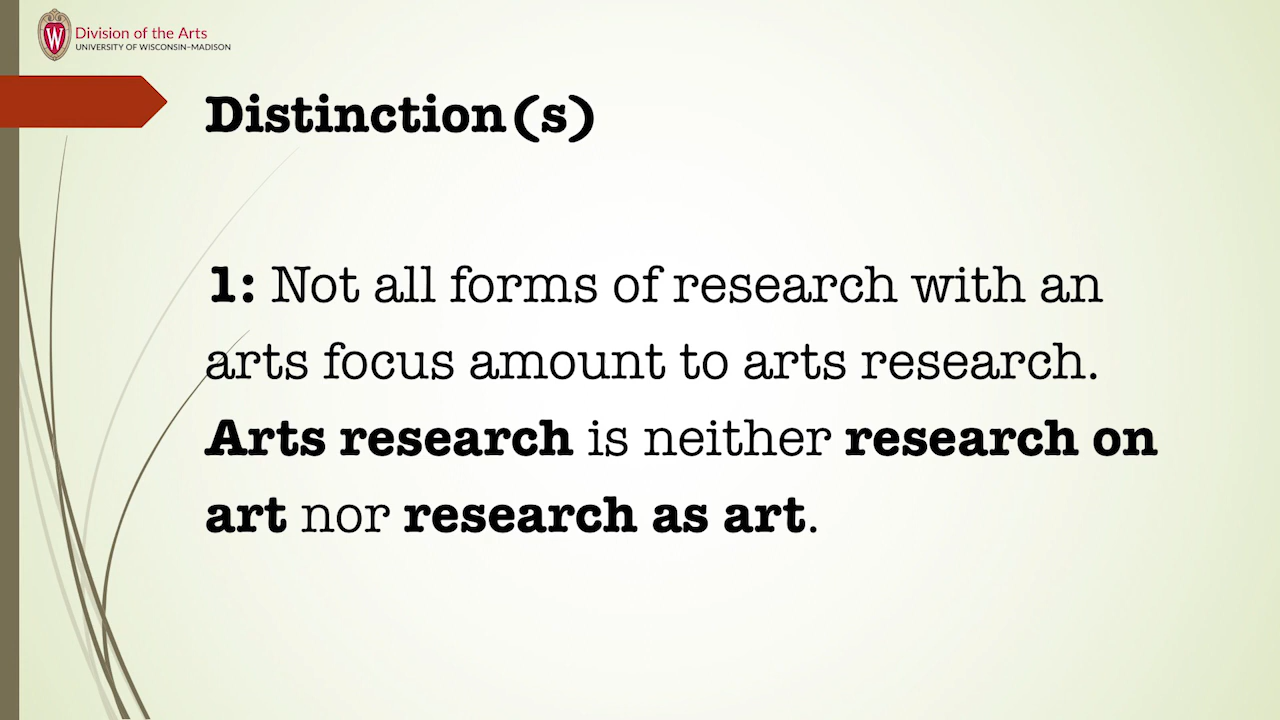 Division of the Arts
UNIVERSITY OF WISCONSIN–MADISON
Distinction(s)
1: Not all forms of research with an
arts focus amount to arts research.
Arts research is neither research on
art nor research as art.